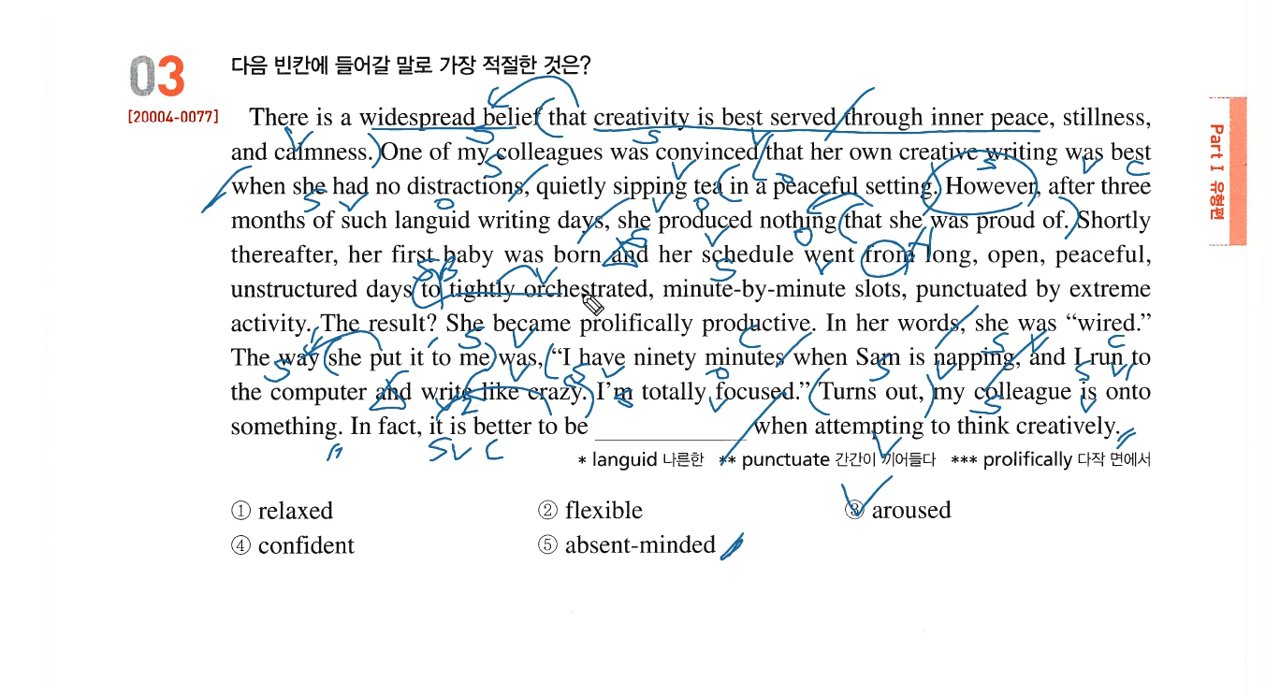 03
다음 빈칸에 들어갈 말로 가장 적절한 것은?
[20004-0077]
There is a widespread belief that creativity is best served through inner peace, stillness,
and calmness. One of my colleagues was convinced that her own creative writing was best
when she had no distractions, quietly sipping tea in a peaceful setting. However, after three
months of such languid writing days, she produced nothing that she was proud of. Shortly
thereafter, her first baby was born and her schedule went from long, open, peaceful,
unstructured days to tightly orchestrated, minute-by-minute slots, punctuated by extreme
activity. The result? She became prolifically productive. In her words, she was “wired.”
The way she put it to me was, “I have ninety minutes when Sam is napping, and I run to
the computer and write like crazy. I’m totally focused.” Turns out, my colleague is onto
something. In fact, it is better to be ____________ when attempting to think creatively.
* languid 나른한 ** punctuate 간간이 끼어들다 *** prolifically 다작 면에서
① relaxed ② flexible ③ aroused
④ confident ⑤ absent-minded
Part I 유형편